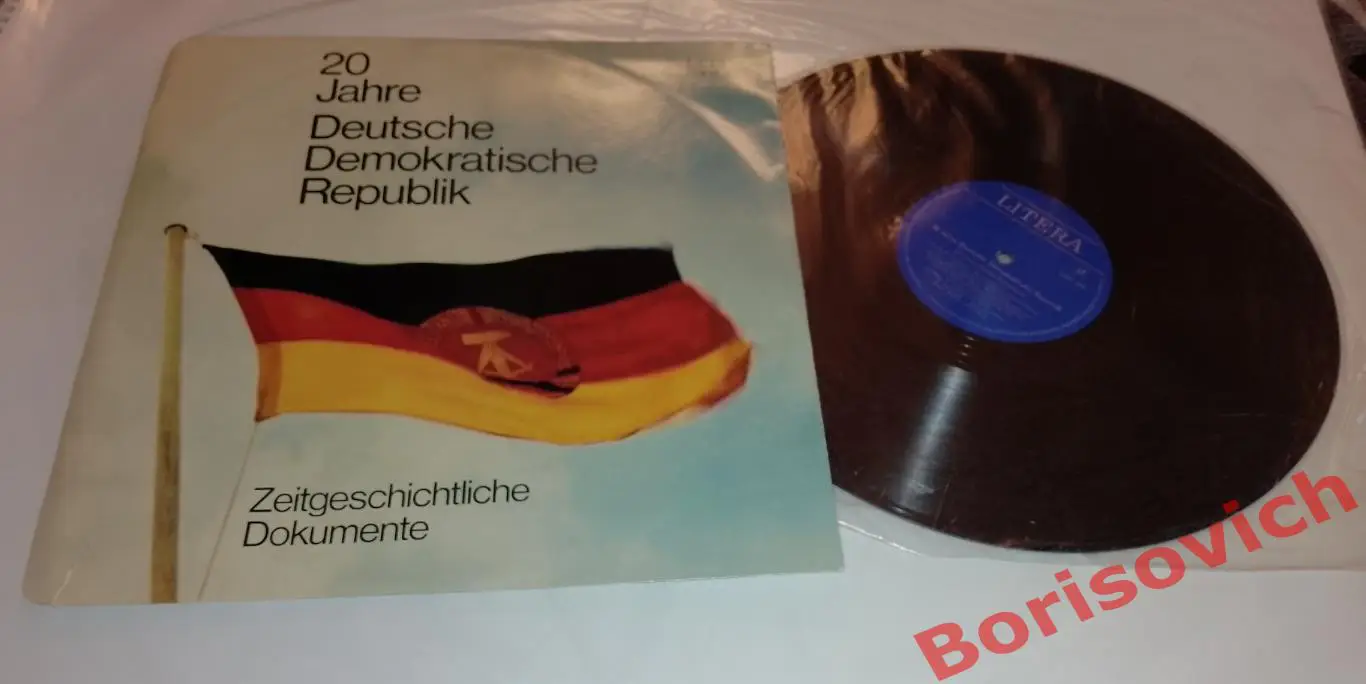 20
Jahre
Deutsche
Demokratische
Republik
Zeitgeschichtliche
Dokumente
LITERA
Borisovich